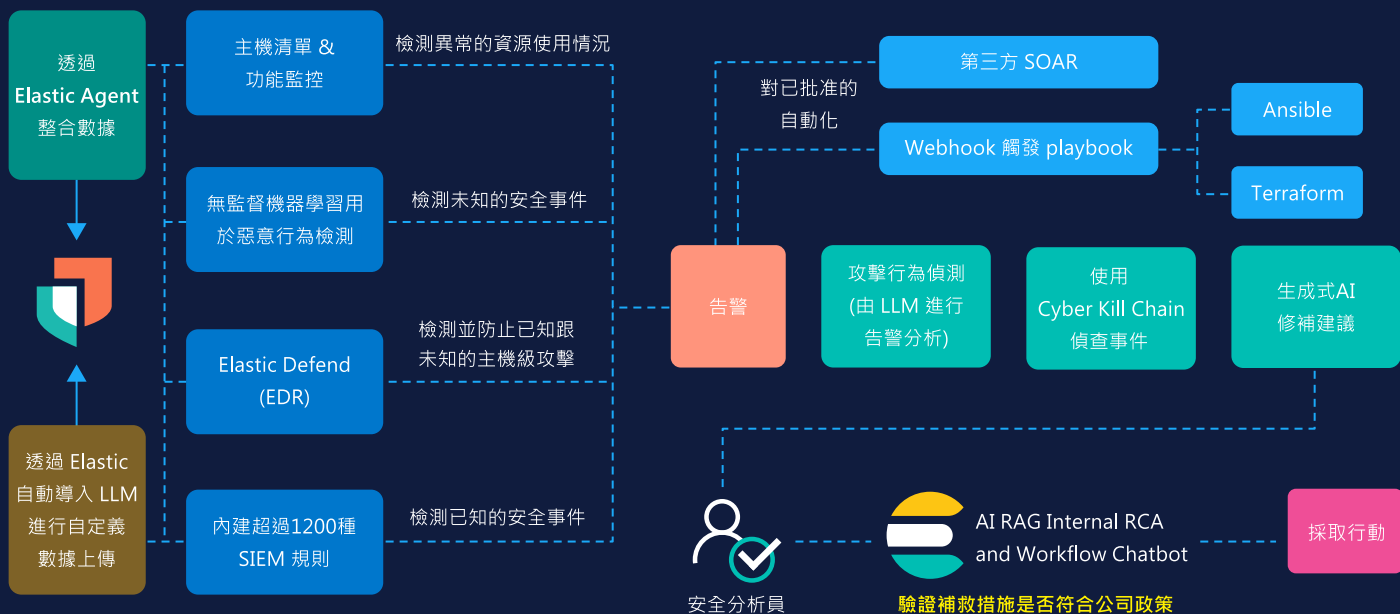 透過
Elastic Agent
整合數據
透過 Elastic
自動導入 LLM
進行自定義
數據上傳
主機清單 &
功能監控
檢測異常的資源使用情況
無監督機器學習用
於惡意行為檢測
檢測未知的安全事件
Elastic Defend
(EDR)
檢測並防止已知跟
未知的主機級攻擊
內建超過1200種
SIEM 規則
檢測已知的安全事件
對已批准的
自動化
第三方 SOAR
Webhook 觸發 playbook
Ansible
Terraform
告警
攻擊行為偵測
(由 LLM 進行
告警分析)
使用
Cyber Kill Chain
偵查事件
生成式AI
修補建議
安全分析員
AI RAG Internal RCA
and Workflow Chatbot
驗證補救措施是否符合公司政策
採取行動